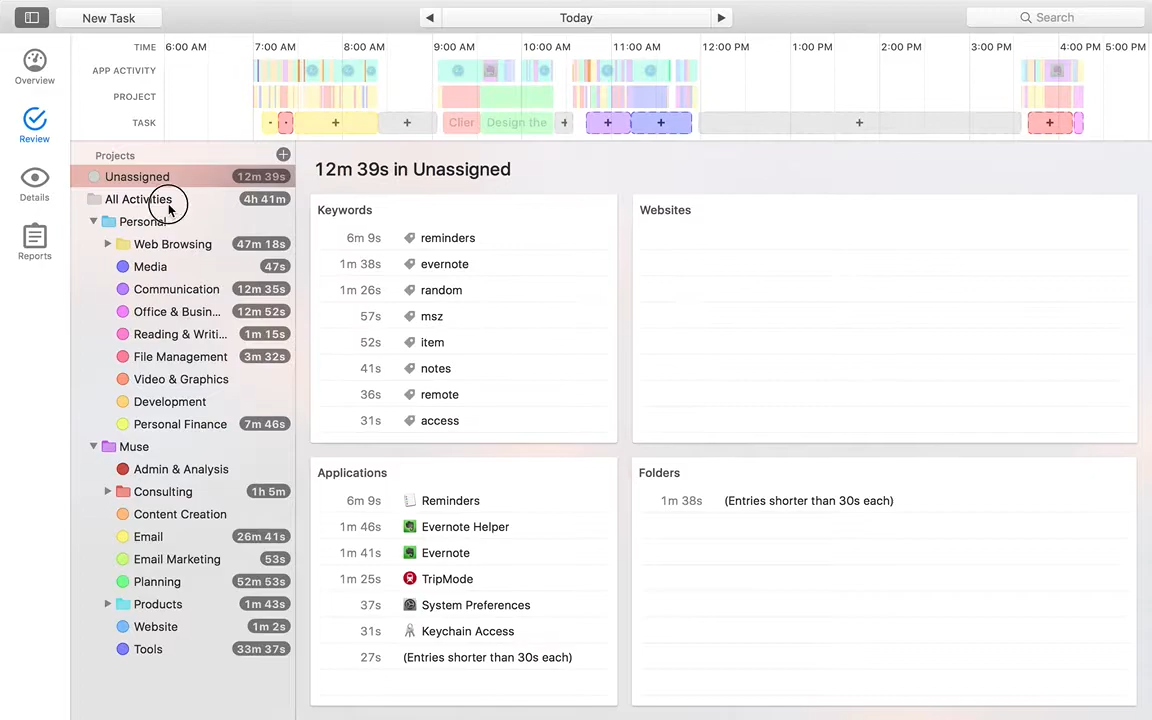 New Task
Today
Search
TIME 6:00 AM 7:00 AM 8:00 AM 9:00 AM 10:00 AM 11:00 AM 12:00 PM 1:00 PM 2:00 PM 3:00 PM 4:00 PM 5:00 PM
APP ACTIVITY
PROJECT
TASK + + Clier Design the + + + + +
Overview
Review
Details
Reports
Projects
Unassigned 12m 39s
All Activities 4h 41m
Personal
Web Browsing 47m 18s
Media 47s
Communication 12m 35s
Office & Busin... 12m 52s
Reading & Writi... 1m 15s
File Management 3m 32s
Video & Graphics
Development
Personal Finance 7m 46s
Muse
Admin & Analysis
Consulting 1h 5m
Content Creation
Email 26m 41s
Email Marketing 53s
Planning 52m 53s
Products 1m 43s
Website 1m 2s
Tools 33m 37s
12m 39s in Unassigned
Keywords
6m 9s reminders
1m 38s evernote
1m 26s random
57s msz
52s item
41s notes
36s remote
31s access
Websites
Applications
6m 9s Reminders
1m 46s Evernote Helper
1m 41s Evernote
1m 25s TripMode
37s System Preferences
31s Keychain Access
27s (Entries shorter than 30s each)
Folders
1m 38s (Entries shorter than 30s each)